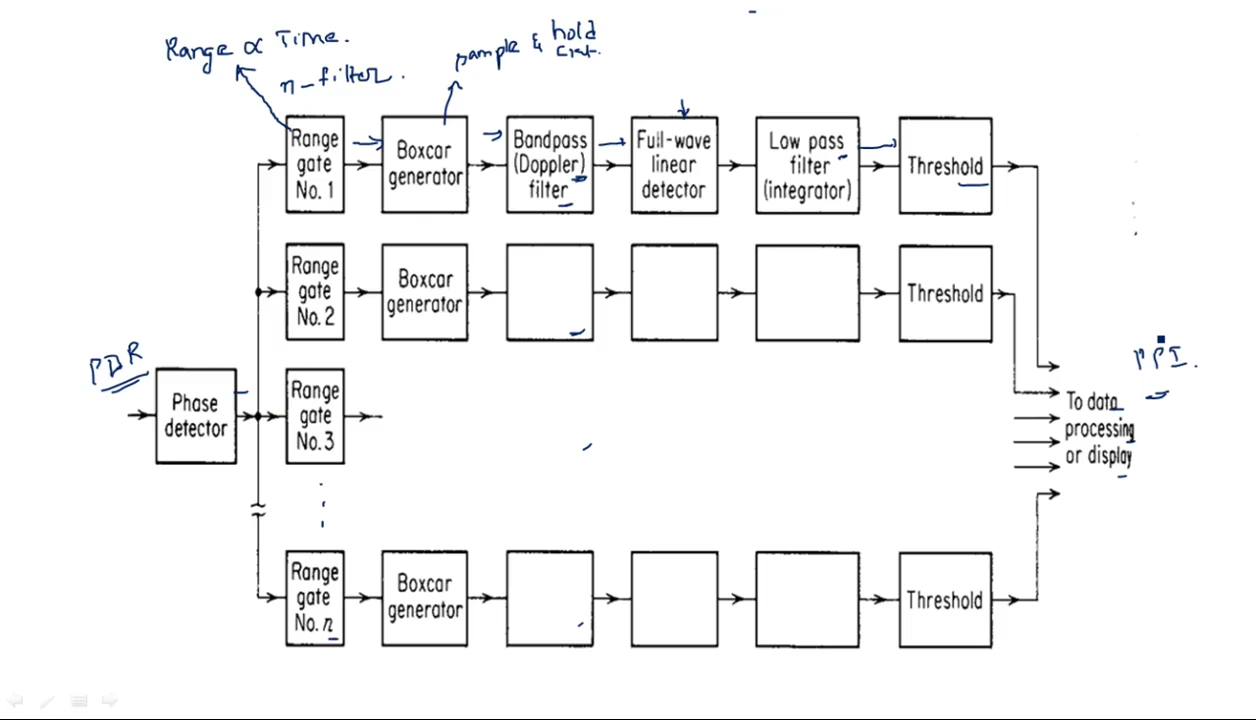 Range ∝ Time.
n-filter.
sample & hold
ckt.
Range
gate
No. 1
Boxcar
generator
Bandpass
(Doppler)
filter
Full-wave
linear
detector
Low pass
filter
(integrator)
Threshold
Range
gate
No. 2
Boxcar
generator
Threshold
PDR
Phase
detector
Range
gate
No. 3
PPI.
To data
processing
or display
Range
gate
No. n
Boxcar
generator
Threshold